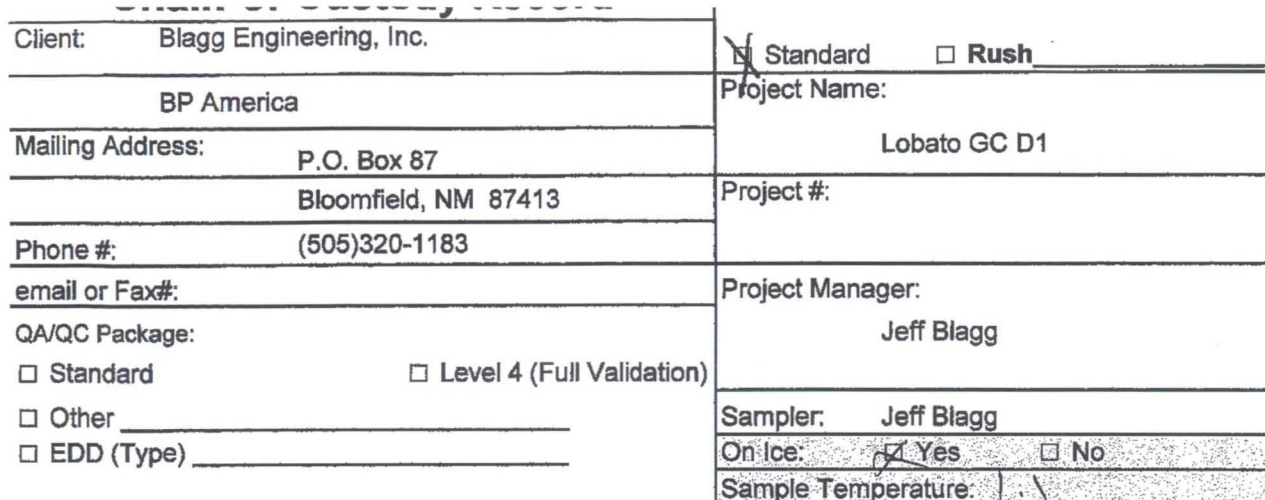 Client: Blagg Engineering, Inc.
BP America
Mailing Address: P.O. Box 87
Bloomfield, NM 87413
Phone #: (505)320-1183
email or Fax#:
QA/QC Package:
□ Standard □ Level 4 (Full Validation)
□ Other
□ EDD (Type)
☒ Standard □ Rush
Project Name:
Lobato GC D1
Project #:
Project Manager:
Jeff Blagg
Sampler: Jeff Blagg
On Ice: ☑ Yes □ No
Sample Temperature: